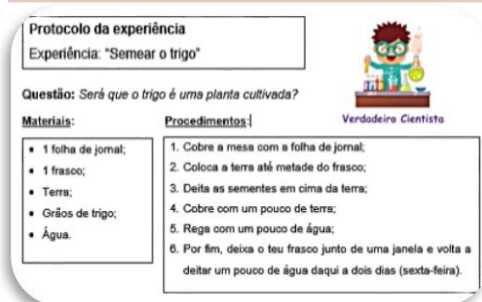 Protocolo da experiência
Experiência: "Semear o trigo"
Questão: Será que o trigo é uma planta cultivada?
Verdadeiro Cientista
Materiais:
• 1 folha de jornal;
• 1 frasco;
• Terra;
• Grãos de trigo;
• Água.
Procedimentos:
1. Cobre a mesa com a folha de jornal;
2. Coloca a terra até metade do frasco;
3. Deita as sementes em cima da terra;
4. Cobre com um pouco de terra;
5. Rega com um pouco de água;
6. Por fim, deixa o teu frasco junto de uma janela e volta a
deitar um pouco de água daqui a dois dias (sexta-feira).